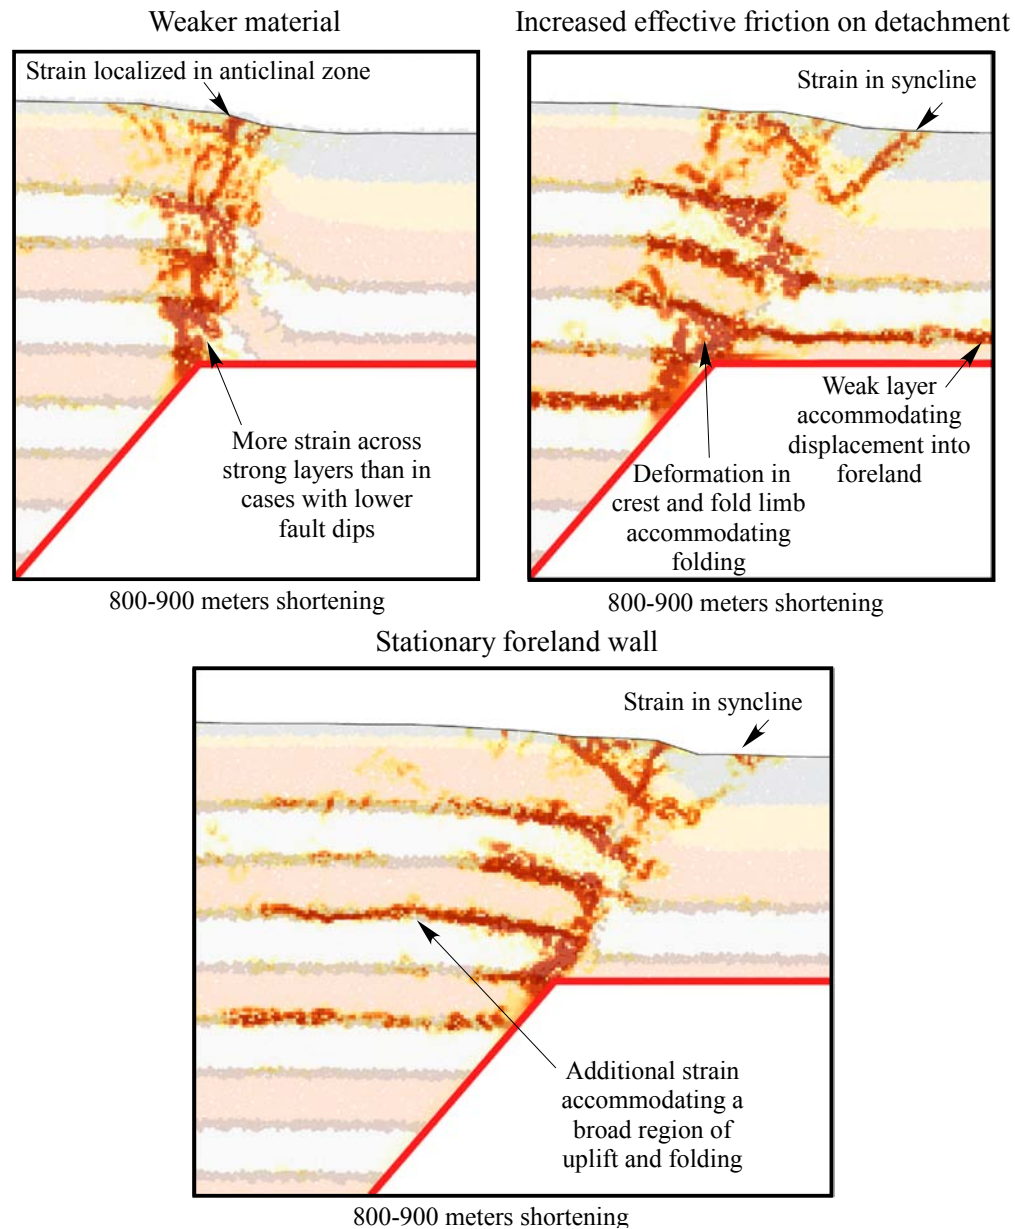 Weaker material
Strain localized in anticlinal zone
More strain across
strong layers than in
cases with lower
fault dips
800-900 meters shortening
Increased effective friction on detachment
Strain in syncline
Weak layer
accommodating
displacement into
foreland
Deformation in
crest and fold limb
accommodating
folding
800-900 meters shortening
Stationary foreland wall
Strain in syncline
Additional strain
accommodating a
broad region of
uplift and folding
800-900 meters shortening